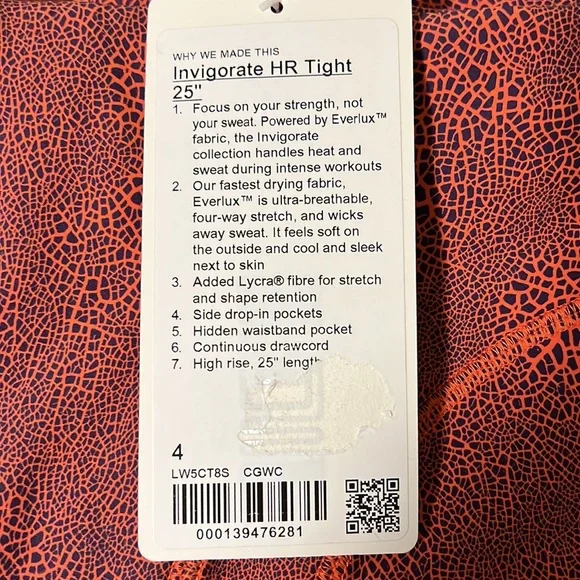 WHY WE MADE THIS
Invigorate HR Tight
25"
1. Focus on your strength, not
your sweat. Powered by Everlux™
fabric, the Invigorate
collection handles heat and
sweat during intense workouts
2. Our fastest drying fabric,
Everlux™ is ultra-breathable,
four-way stretch, and wicks
away sweat. It feels soft on
the outside and cool and sleek
next to skin
3. Added Lycra® fibre for stretch
and shape retention
4. Side drop-in pockets
5. Hidden waistband pocket
6. Continuous drawcord
7. High rise, 25" length
4
LW5CT8S CGWC
000139476281